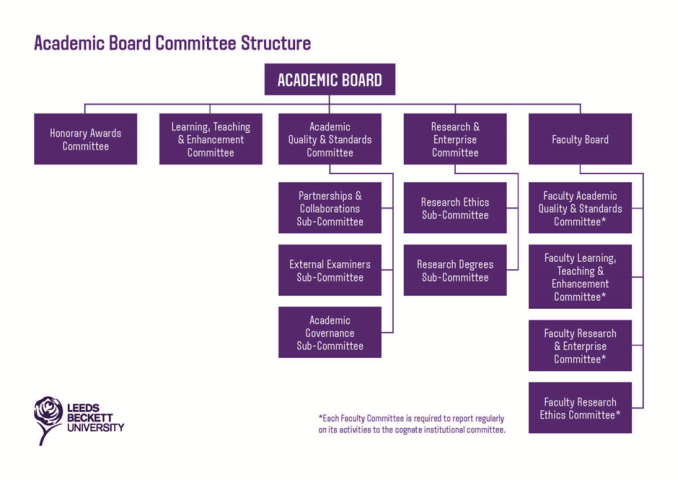 Academic Board Committee Structure
ACADEMIC BOARD
Honorary Awards
Committee
Learning, Teaching
& Enhancement
Committee
Academic
Quality & Standards
Committee
Research &
Enterprise
Committee
Faculty Board
Partnerships &
Collaborations
Sub-Committee
Research Ethics
Sub-Committee
Faculty Academic
Quality & Standards
Committee*
External Examiners
Sub-Committee
Research Degrees
Sub-Committee
Faculty Learning,
Teaching &
Enhancement
Committee*
Academic
Governance
Sub-Committee
Faculty Research
& Enterprise
Committee*
Faculty Research
Ethics Committee*
LEEDS
BECKETT
UNIVERSITY
*Each Faculty Committee is required to report regularly
on its activities to the cognate institutional committee.